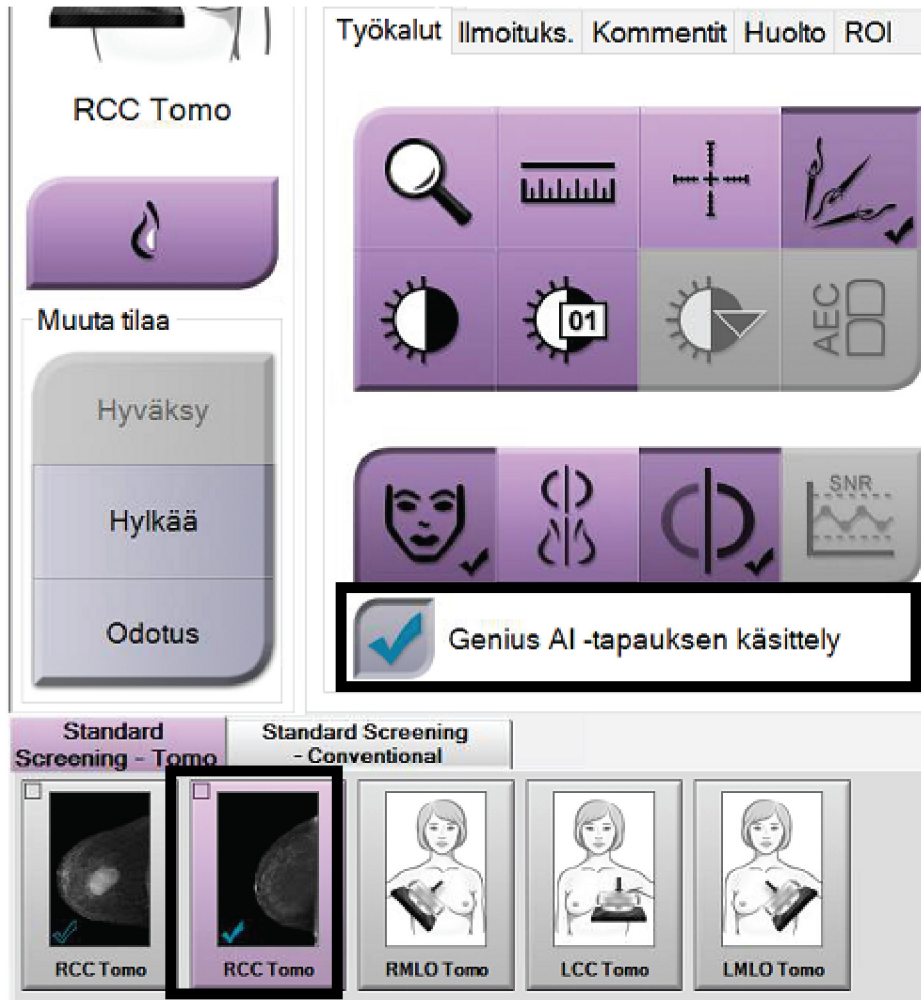 Työkalut Ilmoituks. Kommentit Huolto ROI
RCC Tomo
01
AEC
Muuta tilaa
Hyväksy
Hylkää
Odotus
SNR
Genius AI -tapauksen käsittely
Standard
Screening - Tomo
Standard Screening
- Conventional
RCC Tomo
RCC Tomo
RMLO Tomo
LCC Tomo
LMLO Tomo